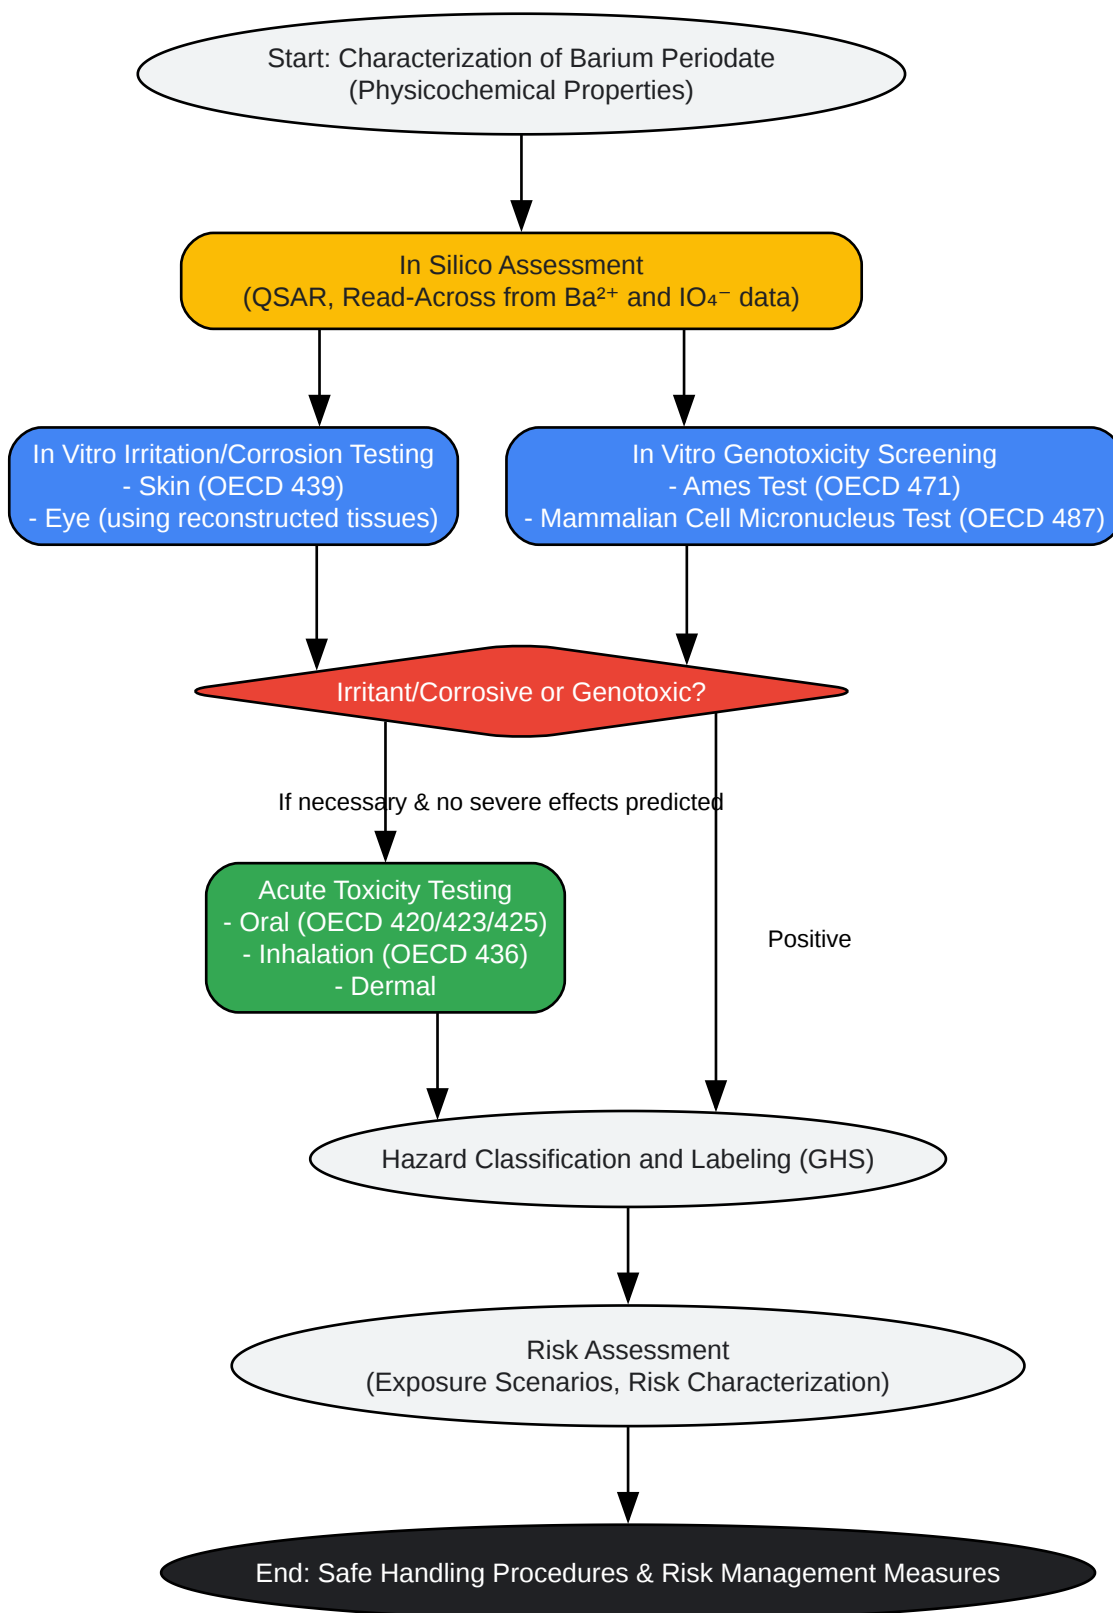 Start: Characterization of Barium Periodate
(Physicochemical Properties)
In Silico Assessment
(QSAR, Read-Across from Ba²⁺ and IO₄⁻ data)
In Vitro Irritation/Corrosion Testing
- Skin (OECD 439)
- Eye (using reconstructed tissues)
In Vitro Genotoxicity Screening
- Ames Test (OECD 471)
- Mammalian Cell Micronucleus Test (OECD 487)
Irritant/Corrosive or Genotoxic?
If necessary & no severe effects predicted
Acute Toxicity Testing
- Oral (OECD 420/423/425)
- Inhalation (OECD 436)
- Dermal
Positive
Hazard Classification and Labeling (GHS)
Risk Assessment
(Exposure Scenarios, Risk Characterization)
End: Safe Handling Procedures & Risk Management Measures